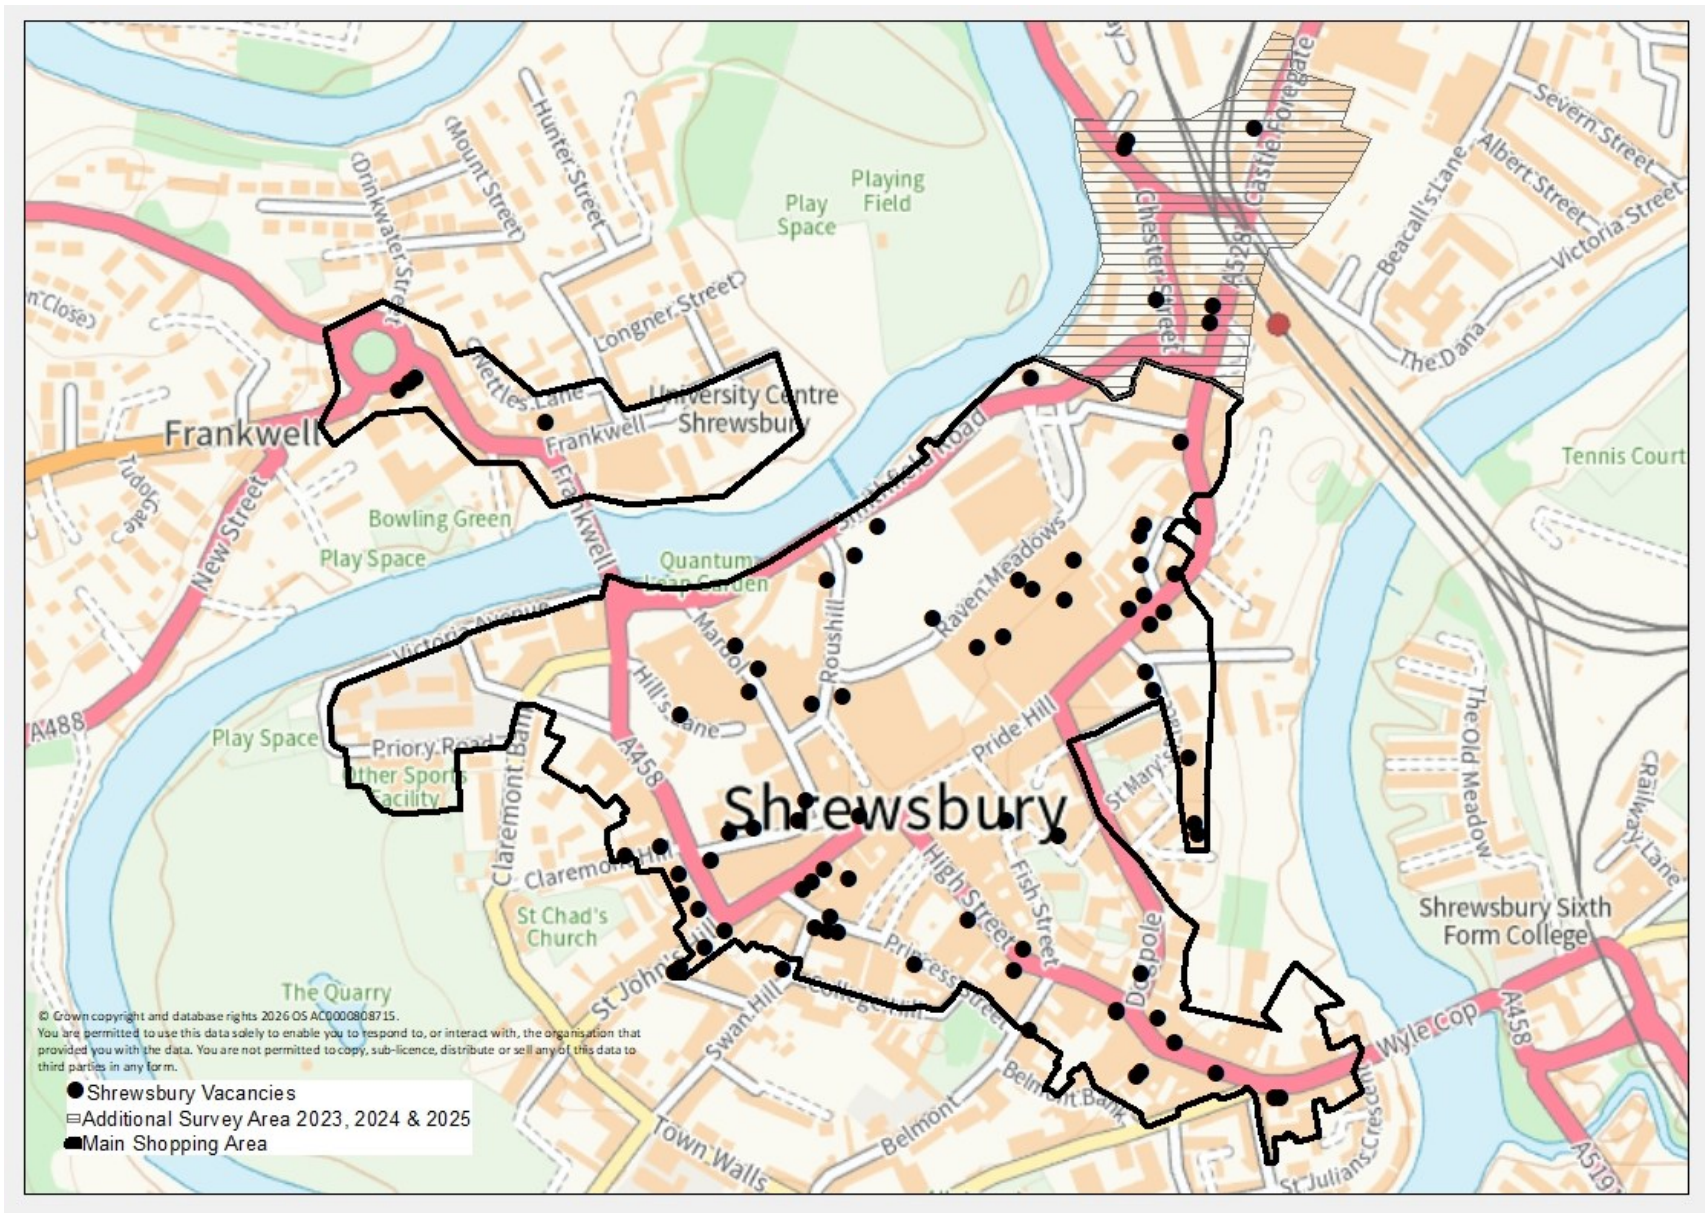 Castle Foregate
Severn Street
Albert Street
Victoria Street
Beacall's Lane
Hunter Street
Mount Street
Drinkwater Street
Playing
Field
Play
Space
Chester Street
A528
The Dana
Longner Street
Nettles Lane
University Centre
Shrewsbury
Frankwell
Frankwell
Frankwell
New Street
Bowling Green
Play Space
Smithfield Road
Tennis Court
Quantum
Leap Garden
Victoria Avenue
Raven Meadows
Roushill
Mardol
Hill's Lane
A488
Play Space
Priory Road
Other Sports
Facility
Claremont Bank
A458
Pride Hill
St Mary's
The Old Meadow
Railway Lane
Shrewsbury
Claremont Hill
High Street
Fish Street
St Chad's
Church
Shrewsbury Sixth
Form College
St John's Hill
Princess Street
Dogpole
The Quarry
Swan Hill
College Hill
Wyle Cop
A458
© Crown copyright and database rights 2026 OS AC0000808715.
You are permitted to use this data solely to enable you to respond to, or interact with, the organisation that
provided you with the data. You are not permitted to copy, sub-licence, distribute or sell any of this data to
third parties in any form.
Shrewsbury Vacancies
Additional Survey Area 2023, 2024 & 2025
Main Shopping Area
Belmont Bank
Belmont
Town Walls
St Julians Crescent
A5191